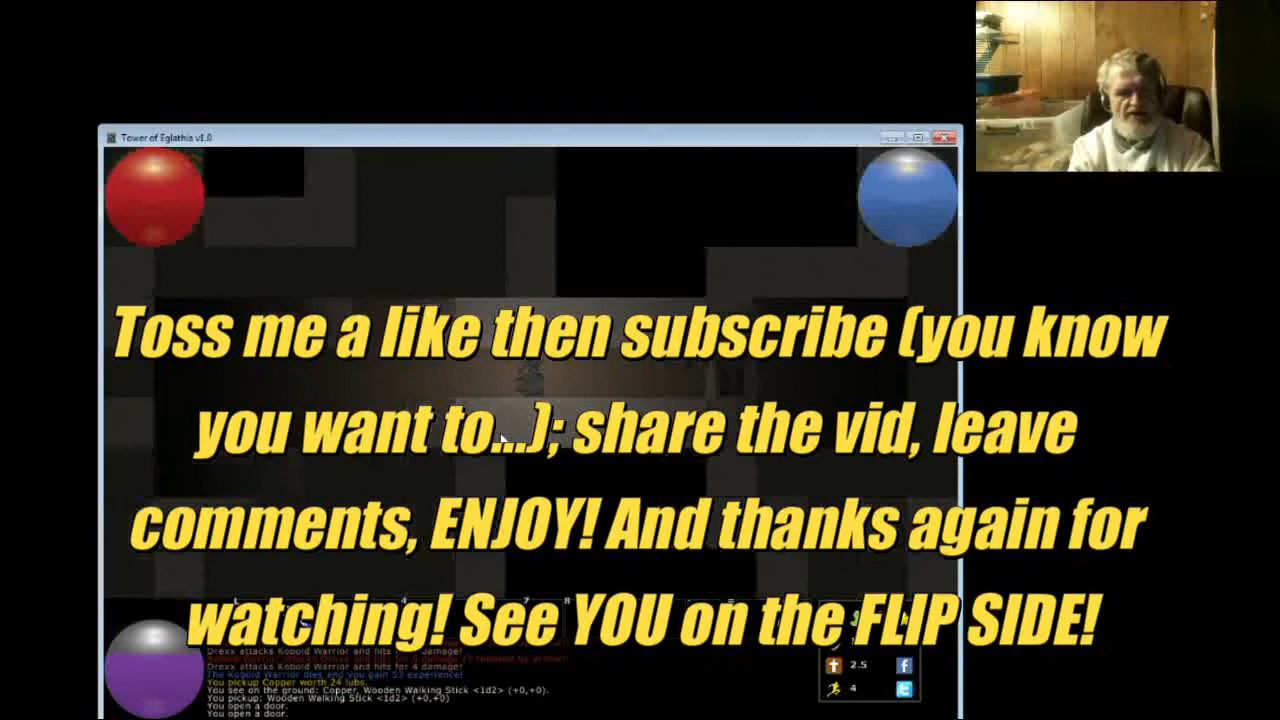 Tower of Eglathia v1.0
Toss me a like then subscribe (you know
you want to...); share the vid, leave
comments, ENJOY! And thanks again for
watching! See YOU on the FLIP SIDE!
4
7
8
Drexx attacks Kobold Warrior and hits for 4 damage!
The Kobold Warrior dies and you gain 53 experience!
You pickup Copper worth 24 lubs.
You see on the ground: Copper, Wooden Walking Stick <1d2> (+0,+0).
You pickup: Wooden Walking Stick <1d2> (+0,+0)
You open a door.
You open a door.
2.5
4